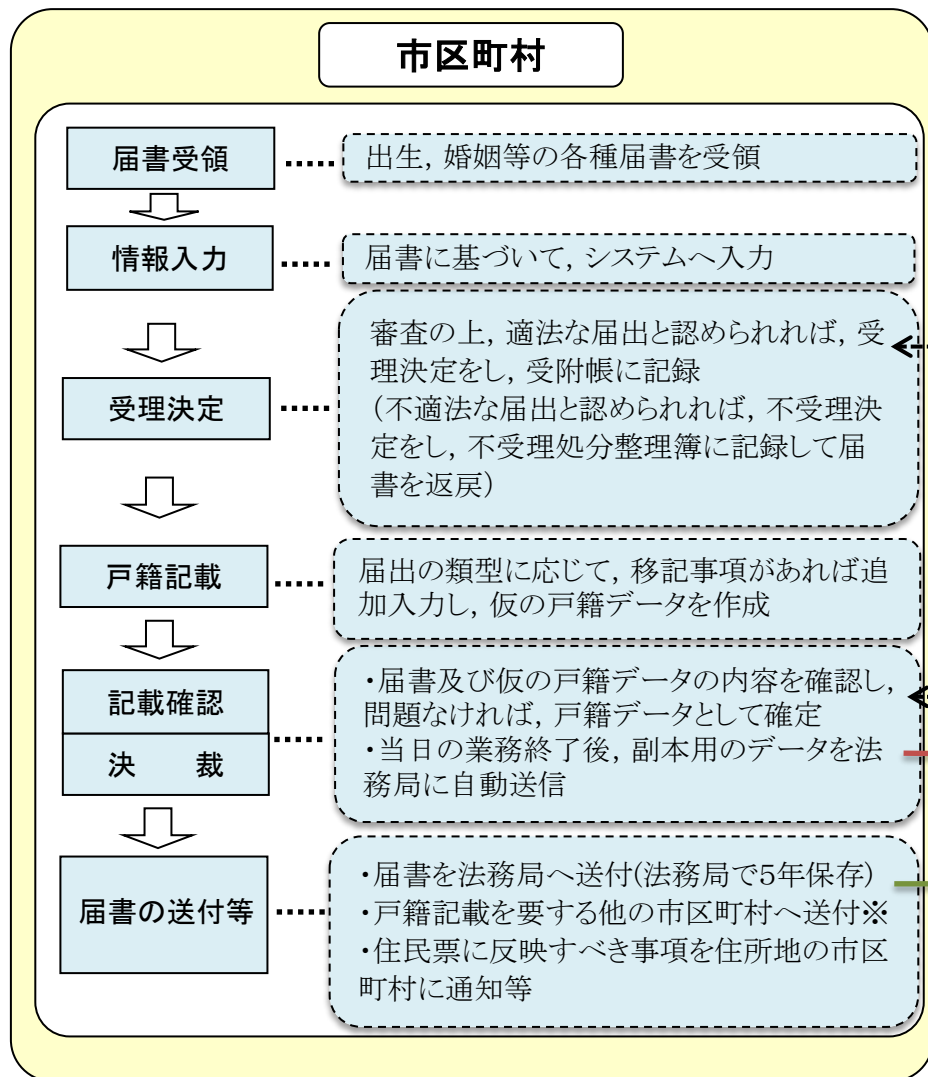 市区町村
届書受領
出生，婚姻等の各種届書を受領
情報入力
届書に基づいて，システムへ入力
受理決定
審査の上，適法な届出と認められれば，受
理決定をし，受附帳に記録
（不適法な届出と認められれば，不受理決
定をし，不受理処分整理簿に記録して届
書を返戻）
戸籍記載
届出の類型に応じて，移記事項があれば追
加入力し，仮の戸籍データを作成
記載確認
決　　裁
・届書及び仮の戸籍データの内容を確認し，
問題なければ，戸籍データとして確定
・当日の業務終了後，副本用のデータを法
務局に自動送信
届書の送付等
・届書を法務局へ送付(法務局で5年保存)
・戸籍記載を要する他の市区町村へ送付※
・住民票に反映すべき事項を住所地の市区
町村に通知等